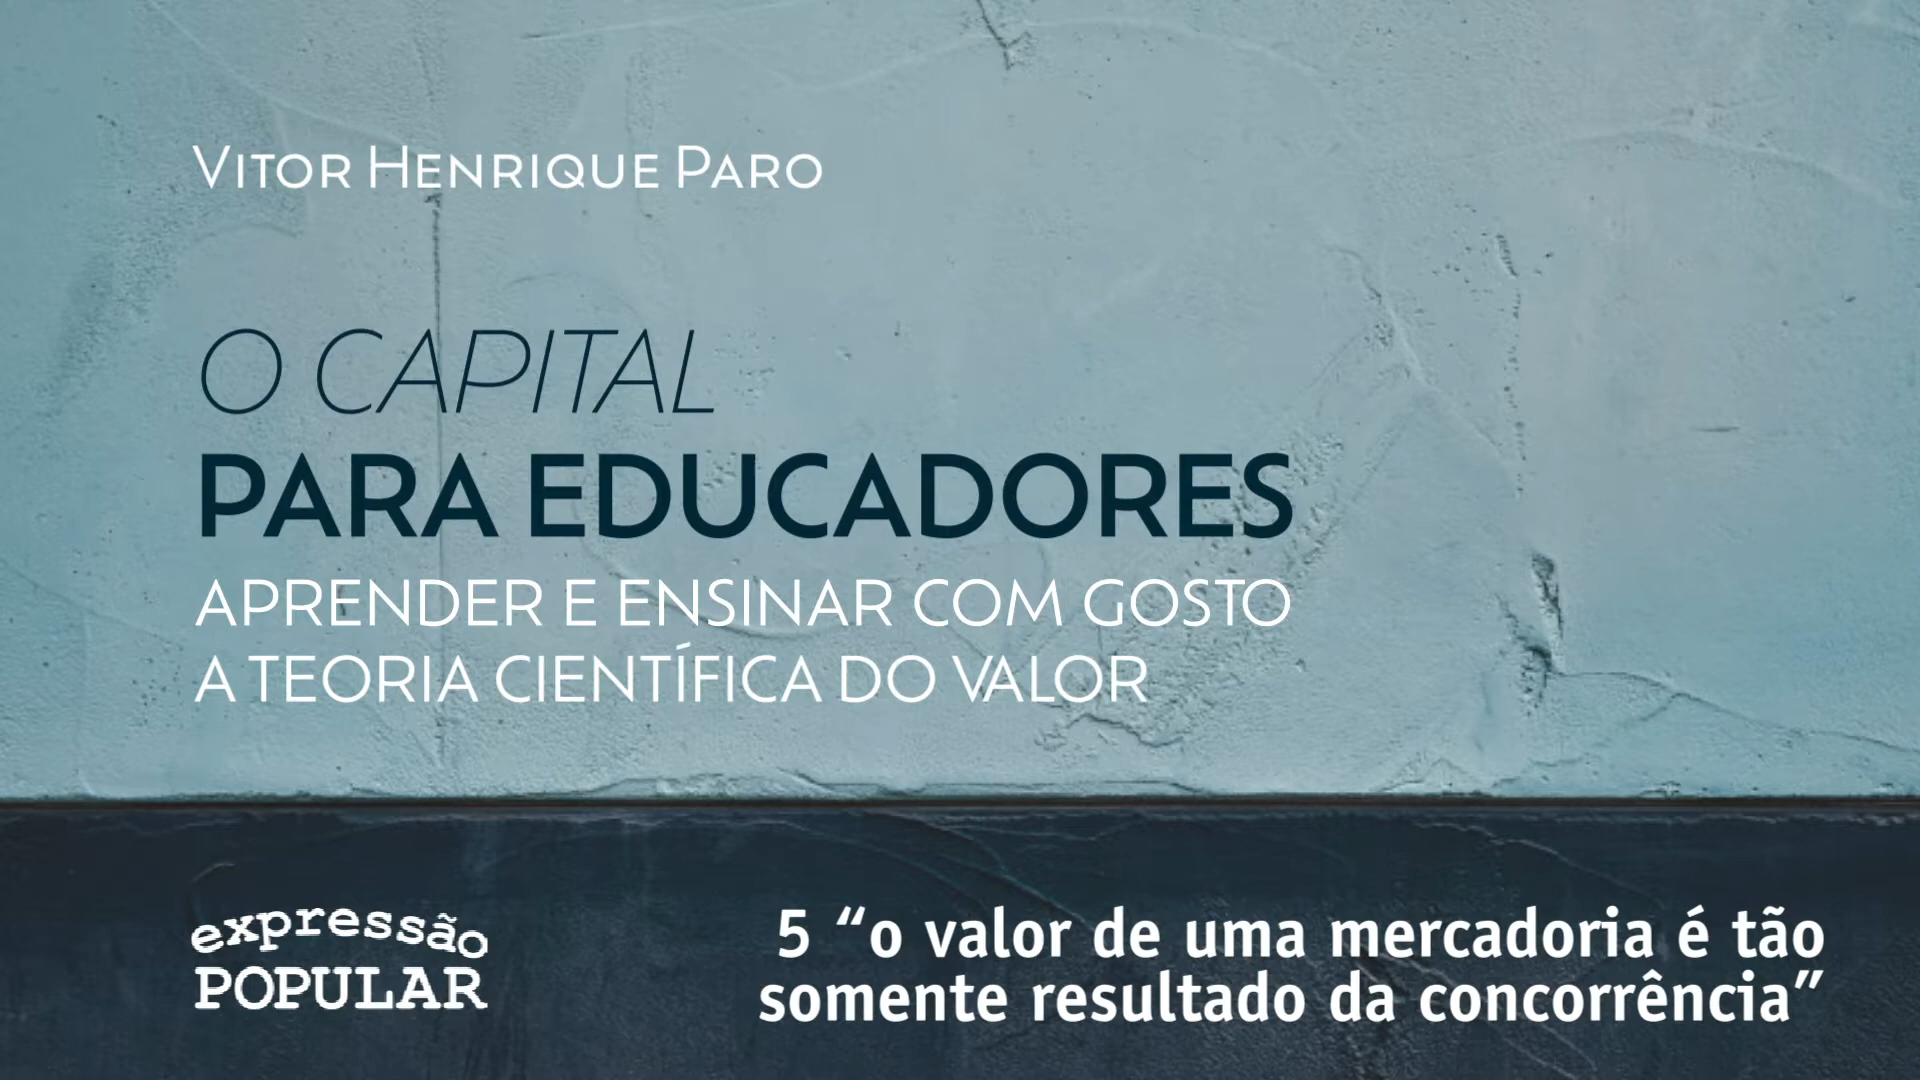 VITOR HENRIQUE PARO
O CAPITAL
PARA EDUCADORES
APRENDER E ENSINAR COM GOSTO
A TEORIA CIENTÍFICA DO VALOR
expressão
POPULAR
5 “o valor de uma mercadoria é tão
somente resultado da concorrência”